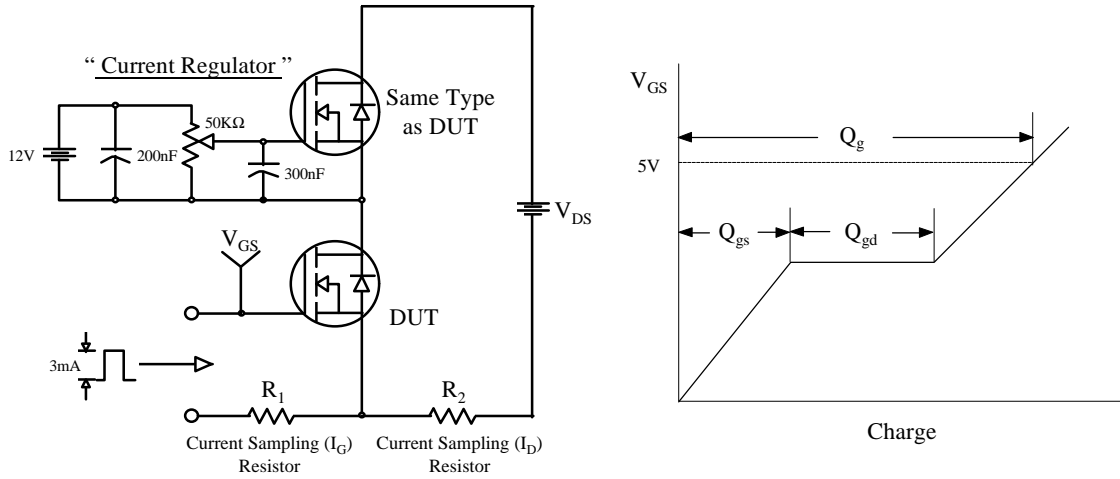 “ Current Regulator ”
Same Type
as DUT
50KΩ
12V
200nF
300nF
V_DS
V_GS
DUT
3mA
R_1
R_2
Current Sampling (I_G)
Resistor
Current Sampling (I_D)
Resistor
V_GS
Q_g
5V
Q_gs
Q_gd
Charge